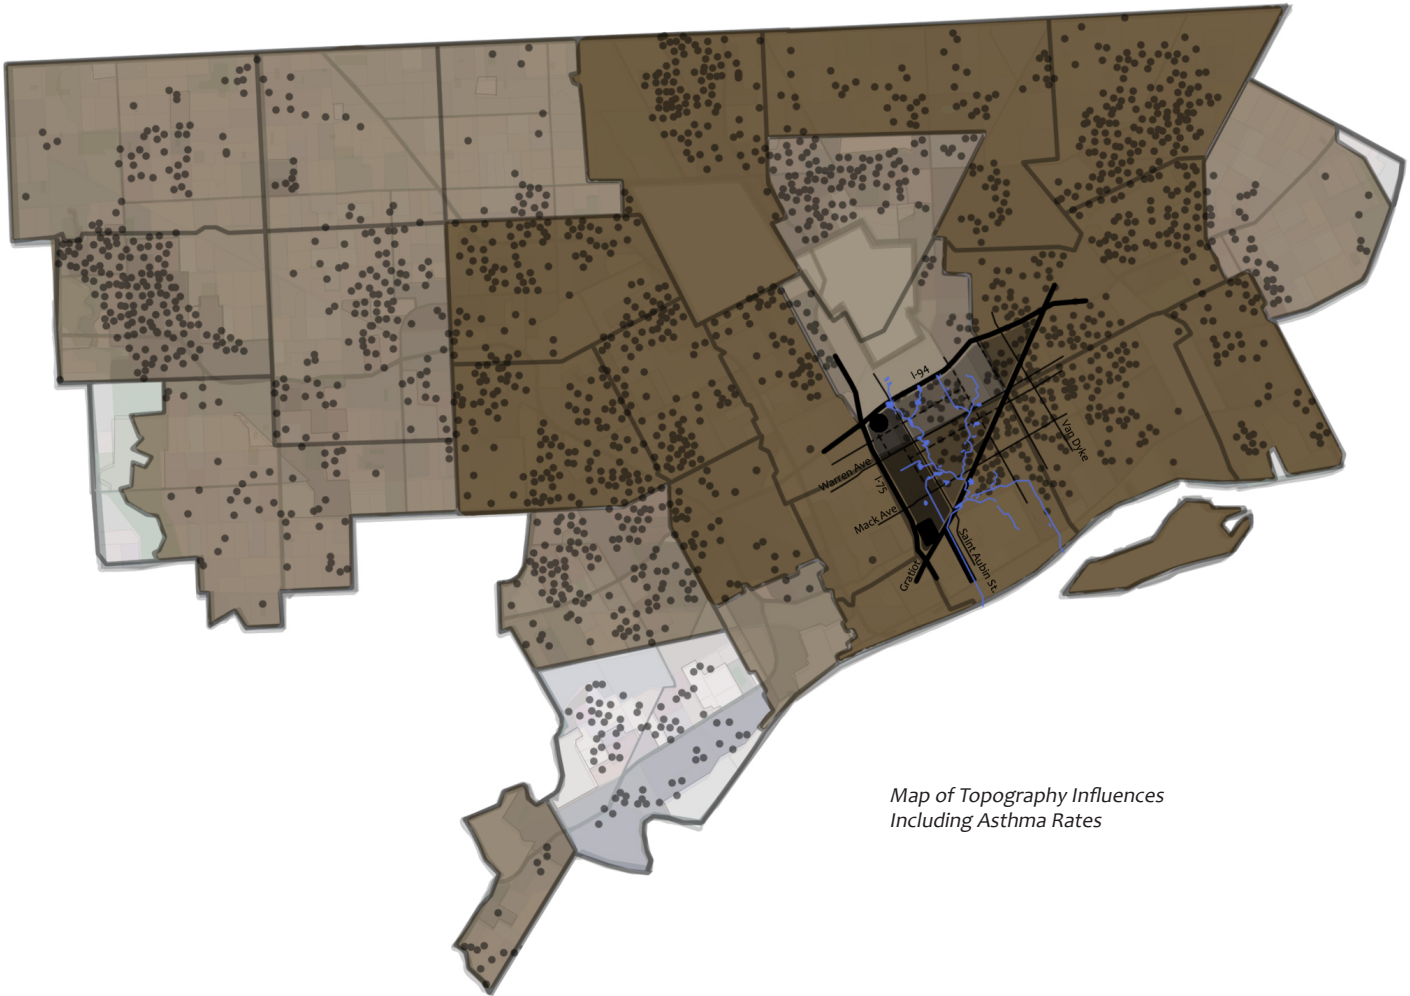 I-94
Van Dyke
Warren Ave
I-75
Mack Ave
Saint Aubin St.
Gratiot
Map of Topography Influences
Including Asthma Rates